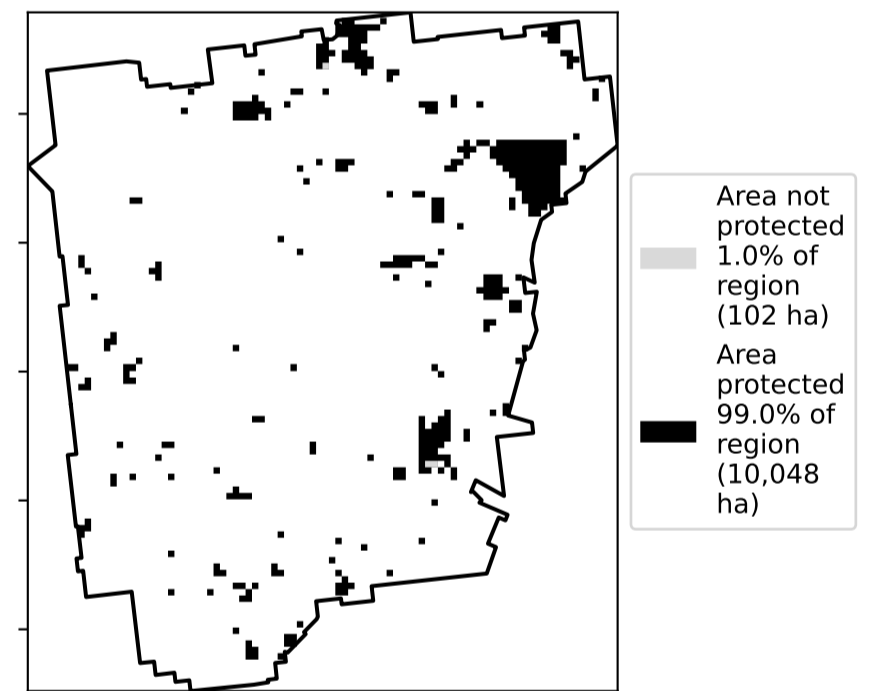 Area not
protected
1.0% of
region
(102 ha)
Area
protected
99.0% of
region
(10,048
ha)